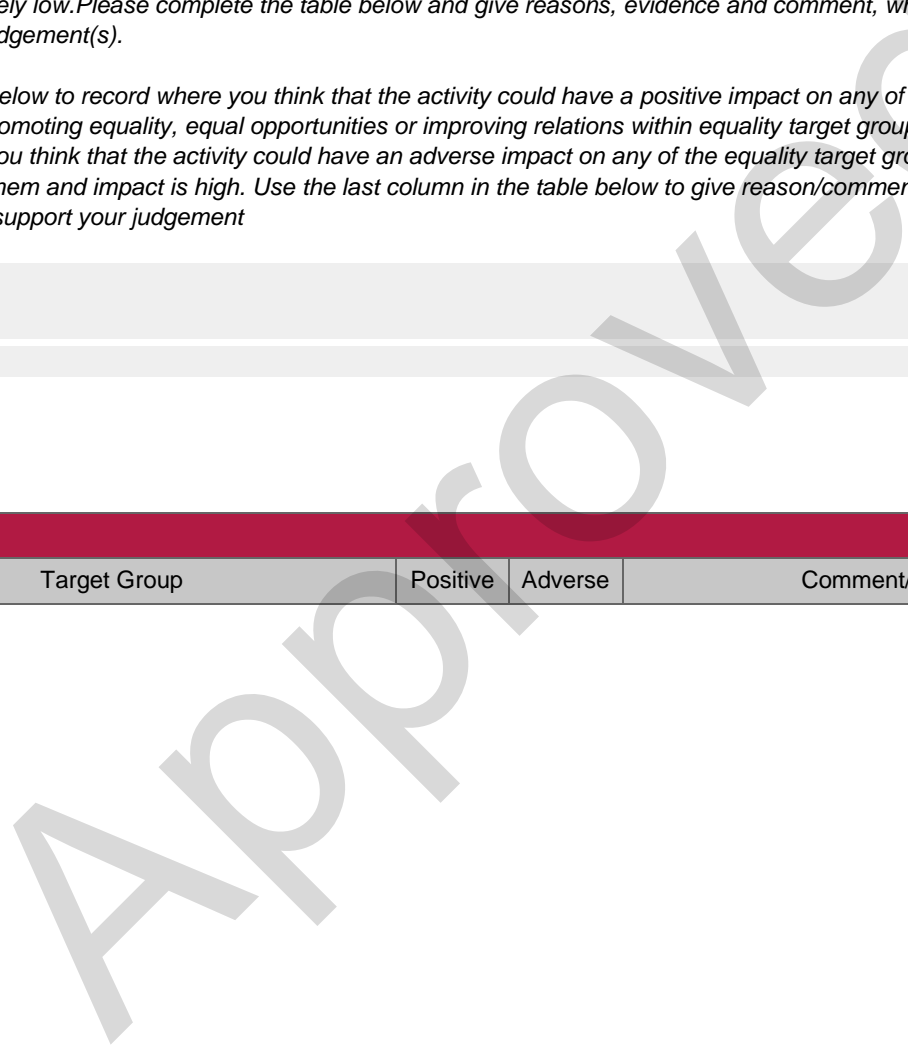 ely low.Please complete the table below and give reasons, evidence and comment, wh
dgement(s).
elow to record where you think that the activity could have a positive impact on any of
omoting equality, equal opportunities or improving relations within equality target group
ou think that the activity could have an adverse impact on any of the equality target gro
nem and impact is high. Use the last column in the table below to give reason/commen
support your judgement
Target Group Positive Adverse Comment/
Approve